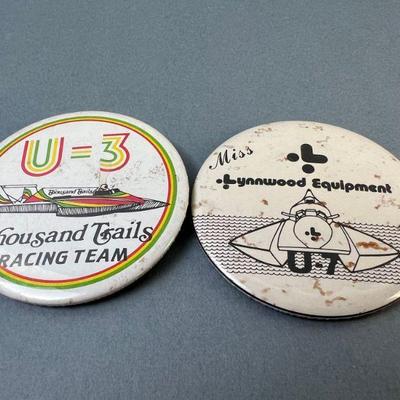 U=3
Thousand Trails
Thousand Trails
RACING TEAM
Miss
Lynnwood Equipment
U-7